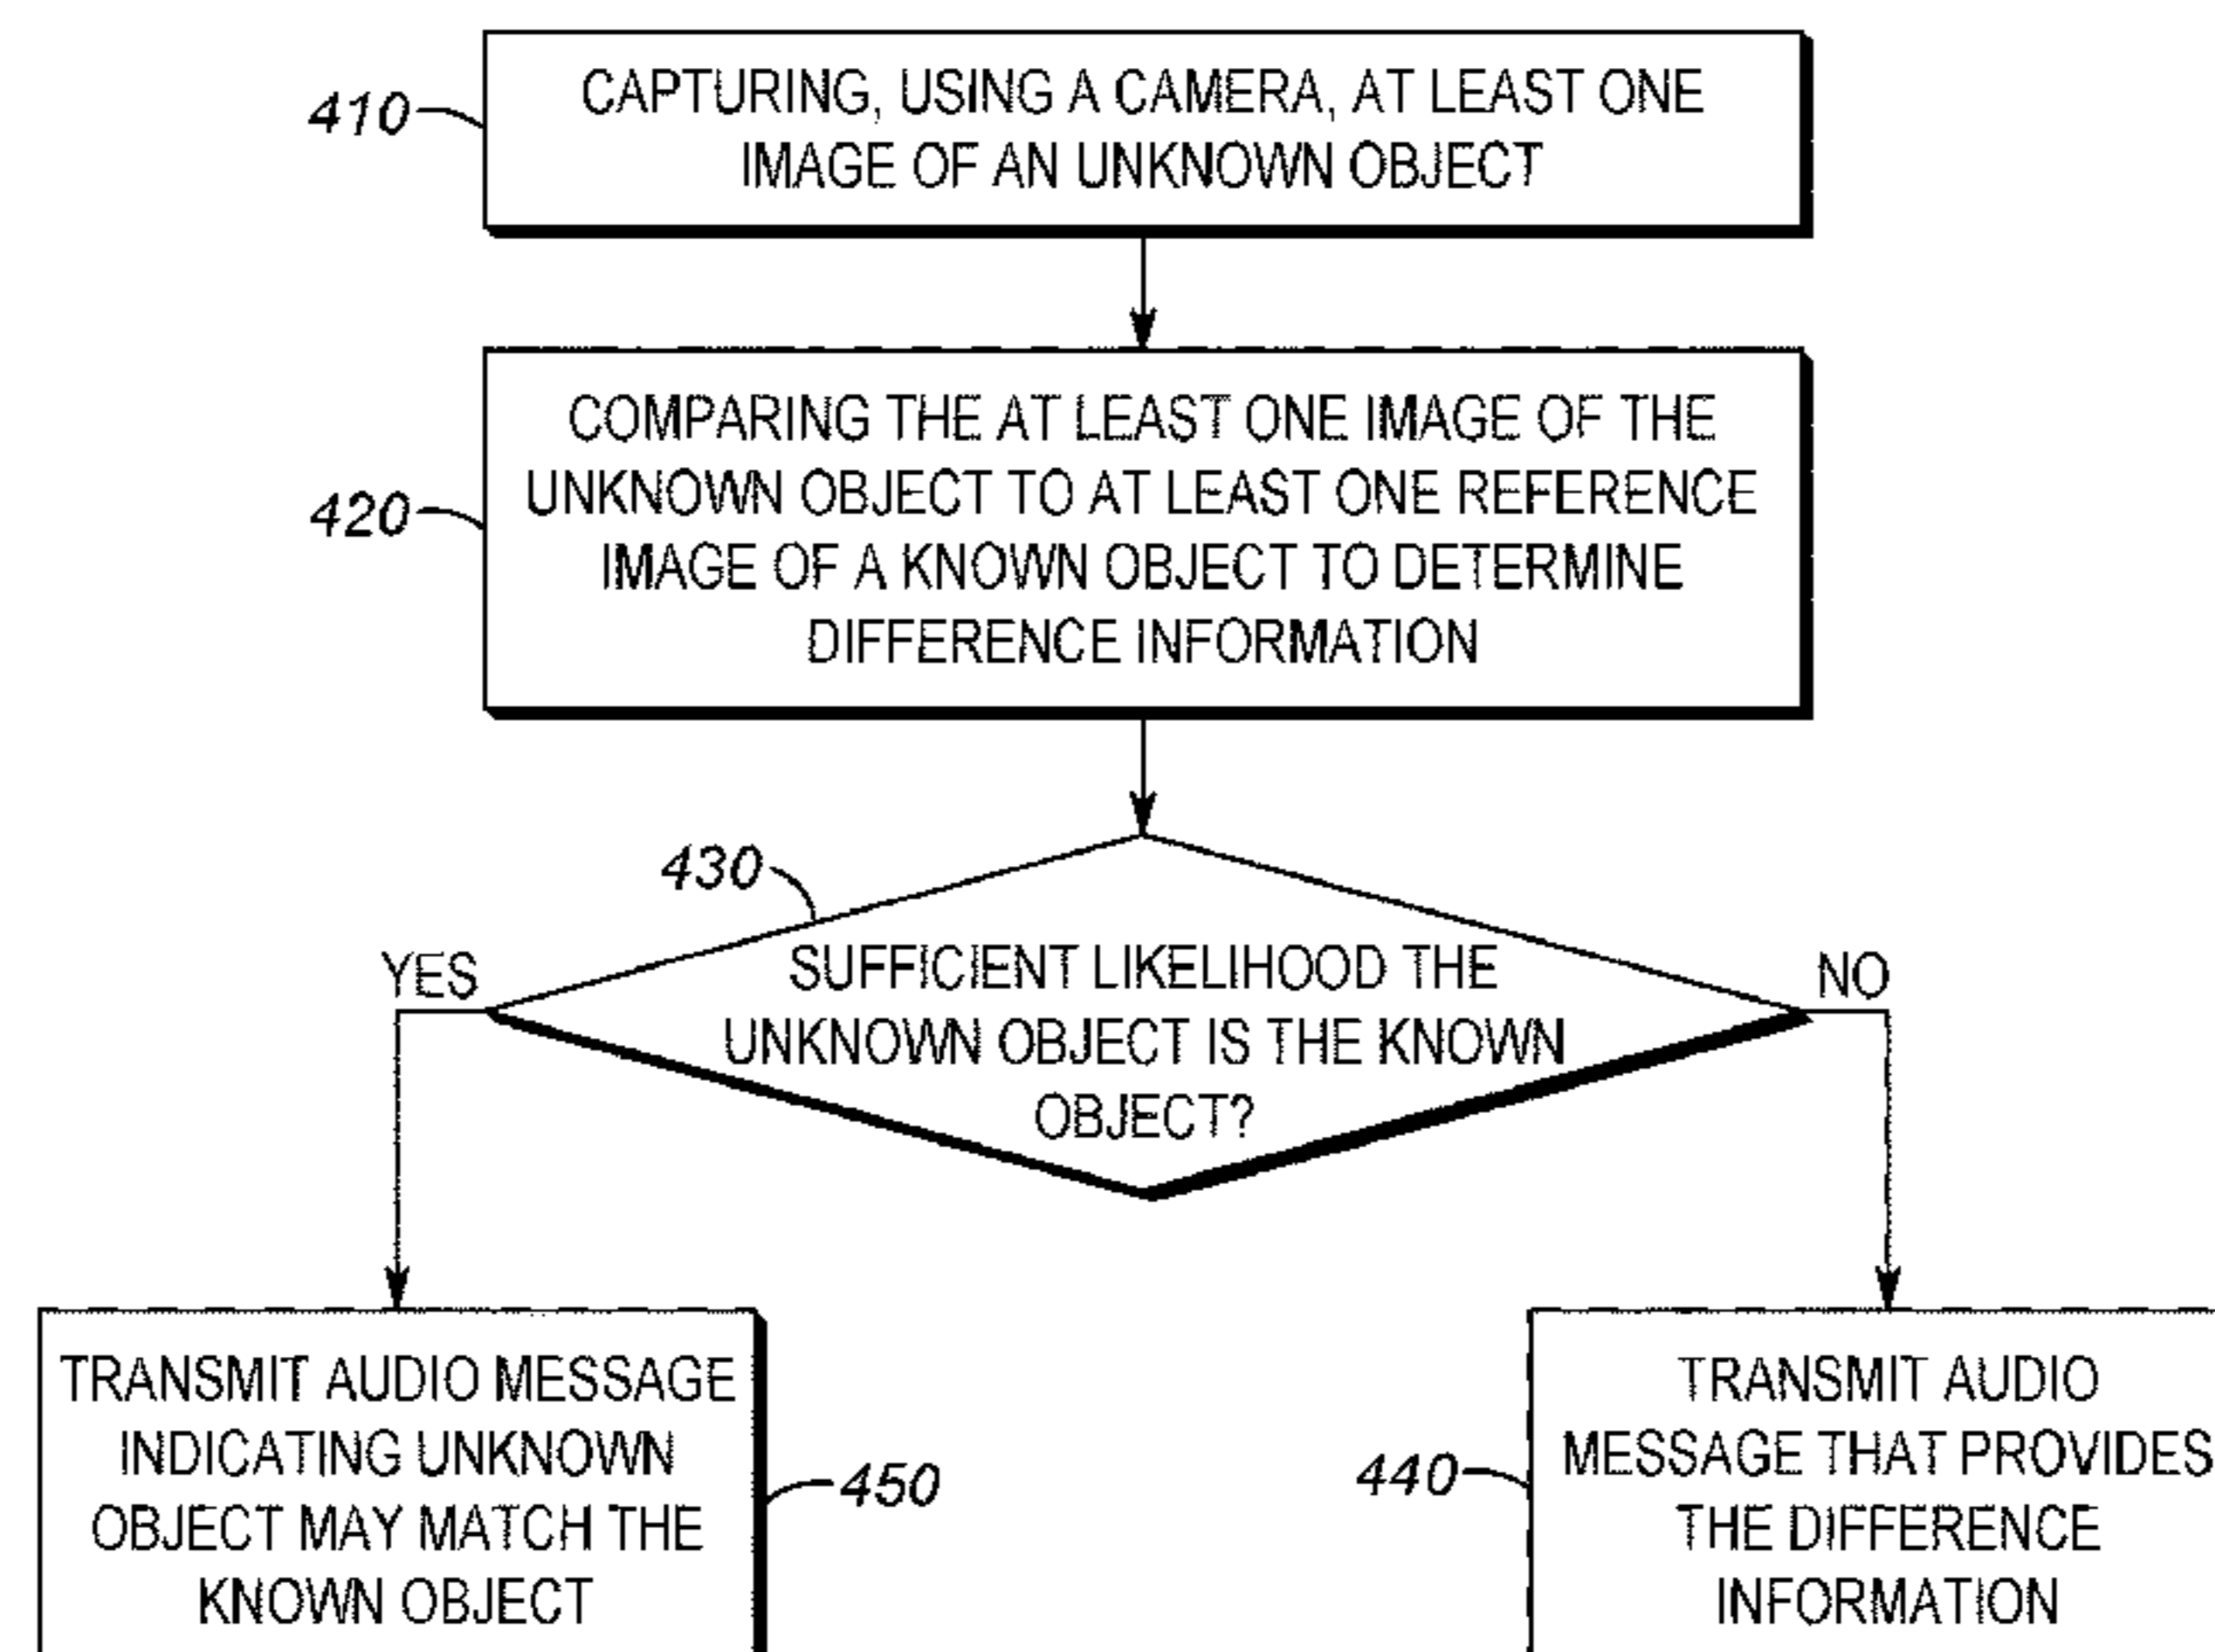 410
CAPTURING, USING A CAMERA, AT LEAST ONE
IMAGE OF AN UNKNOWN OBJECT
420
COMPARING THE AT LEAST ONE IMAGE OF THE
UNKNOWN OBJECT TO AT LEAST ONE REFERENCE
IMAGE OF A KNOWN OBJECT TO DETERMINE
DIFFERENCE INFORMATION
430
YES
SUFFICIENT LIKELIHOOD THE
UNKNOWN OBJECT IS THE KNOWN
OBJECT?
NO
TRANSMIT AUDIO MESSAGE
INDICATING UNKNOWN
OBJECT MAY MATCH THE
KNOWN OBJECT
450
440
TRANSMIT AUDIO
MESSAGE THAT PROVIDES
THE DIFFERENCE
INFORMATION